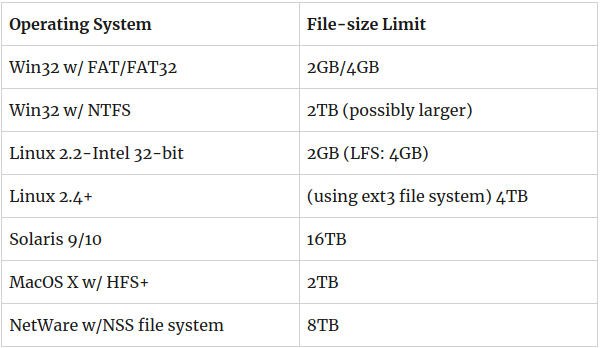 Operating System File-size Limit
Win32 w/ FAT/FAT32 2GB/4GB
Win32 w/ NTFS 2TB (possibly larger)
Linux 2.2-Intel 32-bit 2GB (LFS: 4GB)
Linux 2.4+ (using ext3 file system) 4TB
Solaris 9/10 16TB
MacOS X w/ HFS+ 2TB
NetWare w/NSS file system 8TB